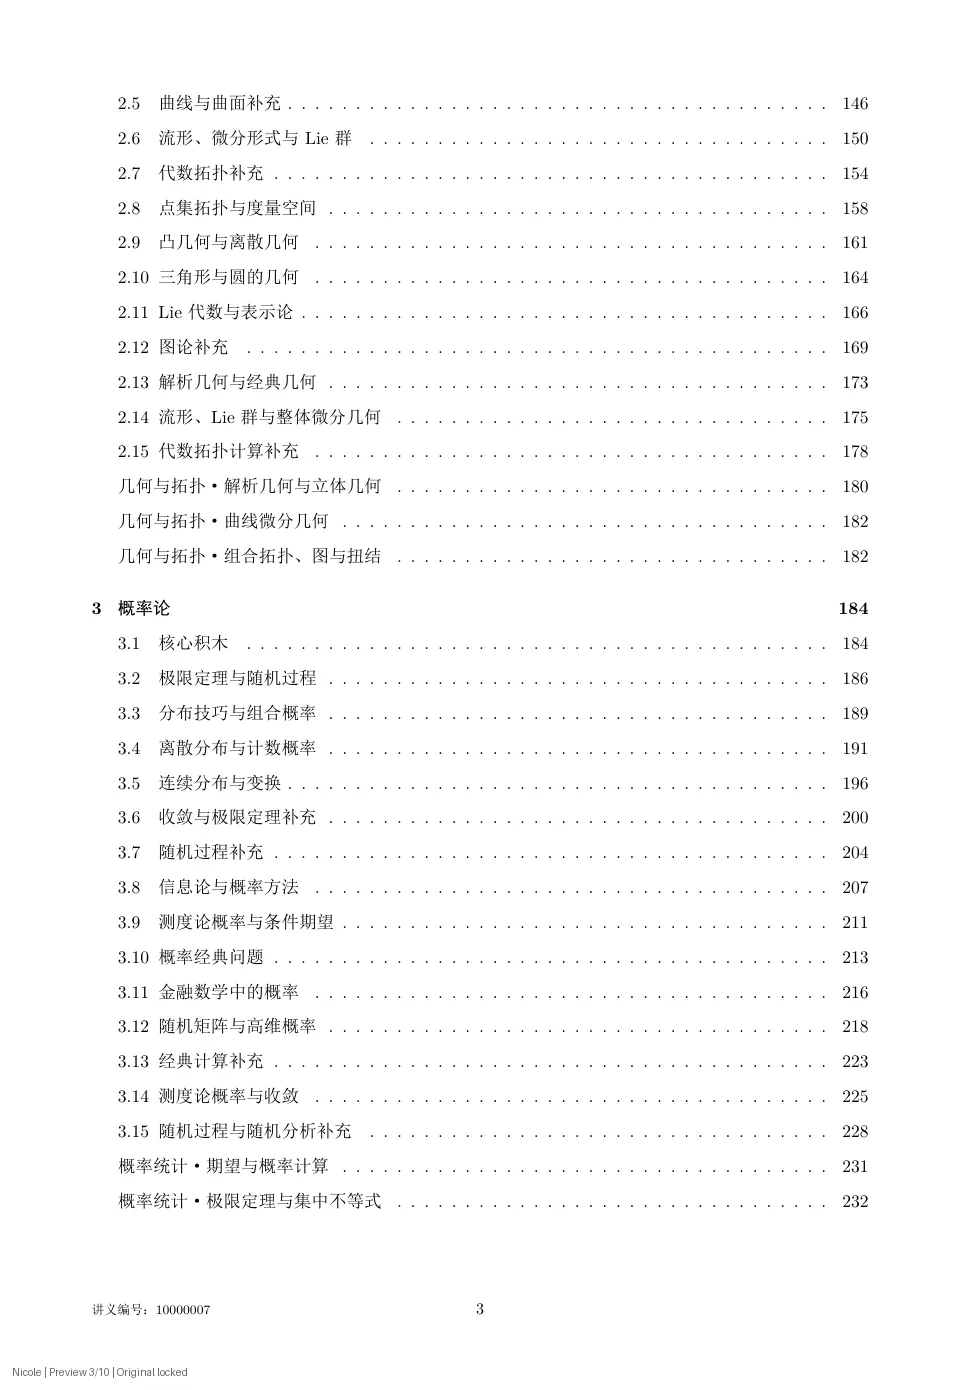 2.5 曲线与曲面补充 . . . . . . . . . . . . . . . . . . . . . . . . . . . . . . . . . . . . . . . . 146
2.6 流形、微分形式与 Lie 群 . . . . . . . . . . . . . . . . . . . . . . . . . . . . . . . . . . 150
2.7 代数拓扑补充 . . . . . . . . . . . . . . . . . . . . . . . . . . . . . . . . . . . . . . . . . 154
2.8 点集拓扑与度量空间 . . . . . . . . . . . . . . . . . . . . . . . . . . . . . . . . . . . . . 158
2.9 凸几何与离散几何 . . . . . . . . . . . . . . . . . . . . . . . . . . . . . . . . . . . . . . 161
2.10 三角形与圆的几何 . . . . . . . . . . . . . . . . . . . . . . . . . . . . . . . . . . . . . . 164
2.11 Lie 代数与表示论 . . . . . . . . . . . . . . . . . . . . . . . . . . . . . . . . . . . . . . . 166
2.12 图论补充 . . . . . . . . . . . . . . . . . . . . . . . . . . . . . . . . . . . . . . . . . . . 169
2.13 解析几何与经典几何 . . . . . . . . . . . . . . . . . . . . . . . . . . . . . . . . . . . . . 173
2.14 流形、Lie 群与整体微分几何 . . . . . . . . . . . . . . . . . . . . . . . . . . . . . . . . 175
2.15 代数拓扑计算补充 . . . . . . . . . . . . . . . . . . . . . . . . . . . . . . . . . . . . . . 178
几何与拓扑·解析几何与立体几何 . . . . . . . . . . . . . . . . . . . . . . . . . . . . . . . . 180
几何与拓扑·曲线微分几何 . . . . . . . . . . . . . . . . . . . . . . . . . . . . . . . . . . . . 182
几何与拓扑·组合拓扑、图与扭结 . . . . . . . . . . . . . . . . . . . . . . . . . . . . . . . . 182
3 概率论 184
3.1 核心积木 . . . . . . . . . . . . . . . . . . . . . . . . . . . . . . . . . . . . . . . . . . . 184
3.2 极限定理与随机过程 . . . . . . . . . . . . . . . . . . . . . . . . . . . . . . . . . . . . . 186
3.3 分布技巧与组合概率 . . . . . . . . . . . . . . . . . . . . . . . . . . . . . . . . . . . . . 189
3.4 离散分布与计数概率 . . . . . . . . . . . . . . . . . . . . . . . . . . . . . . . . . . . . . 191
3.5 连续分布与变换 . . . . . . . . . . . . . . . . . . . . . . . . . . . . . . . . . . . . . . . . 196
3.6 收敛与极限定理补充 . . . . . . . . . . . . . . . . . . . . . . . . . . . . . . . . . . . . . 200
3.7 随机过程补充 . . . . . . . . . . . . . . . . . . . . . . . . . . . . . . . . . . . . . . . . . 204
3.8 信息论与概率方法 . . . . . . . . . . . . . . . . . . . . . . . . . . . . . . . . . . . . . . 207
3.9 测度论概率与条件期望 . . . . . . . . . . . . . . . . . . . . . . . . . . . . . . . . . . . . 211
3.10 概率经典问题 . . . . . . . . . . . . . . . . . . . . . . . . . . . . . . . . . . . . . . . . . 213
3.11 金融数学中的概率 . . . . . . . . . . . . . . . . . . . . . . . . . . . . . . . . . . . . . . 216
3.12 随机矩阵与高维概率 . . . . . . . . . . . . . . . . . . . . . . . . . . . . . . . . . . . . . 218
3.13 经典计算补充 . . . . . . . . . . . . . . . . . . . . . . . . . . . . . . . . . . . . . . . . . 223
3.14 测度论概率与收敛 . . . . . . . . . . . . . . . . . . . . . . . . . . . . . . . . . . . . . . 225
3.15 随机过程与随机分析补充 . . . . . . . . . . . . . . . . . . . . . . . . . . . . . . . . . . 228
概率统计·期望与概率计算 . . . . . . . . . . . . . . . . . . . . . . . . . . . . . . . . . . . . 231
概率统计·极限定理与集中不等式 . . . . . . . . . . . . . . . . . . . . . . . . . . . . . . . . 232
讲义编号：10000007 3
Nicole | Preview 3/10 | Original locked